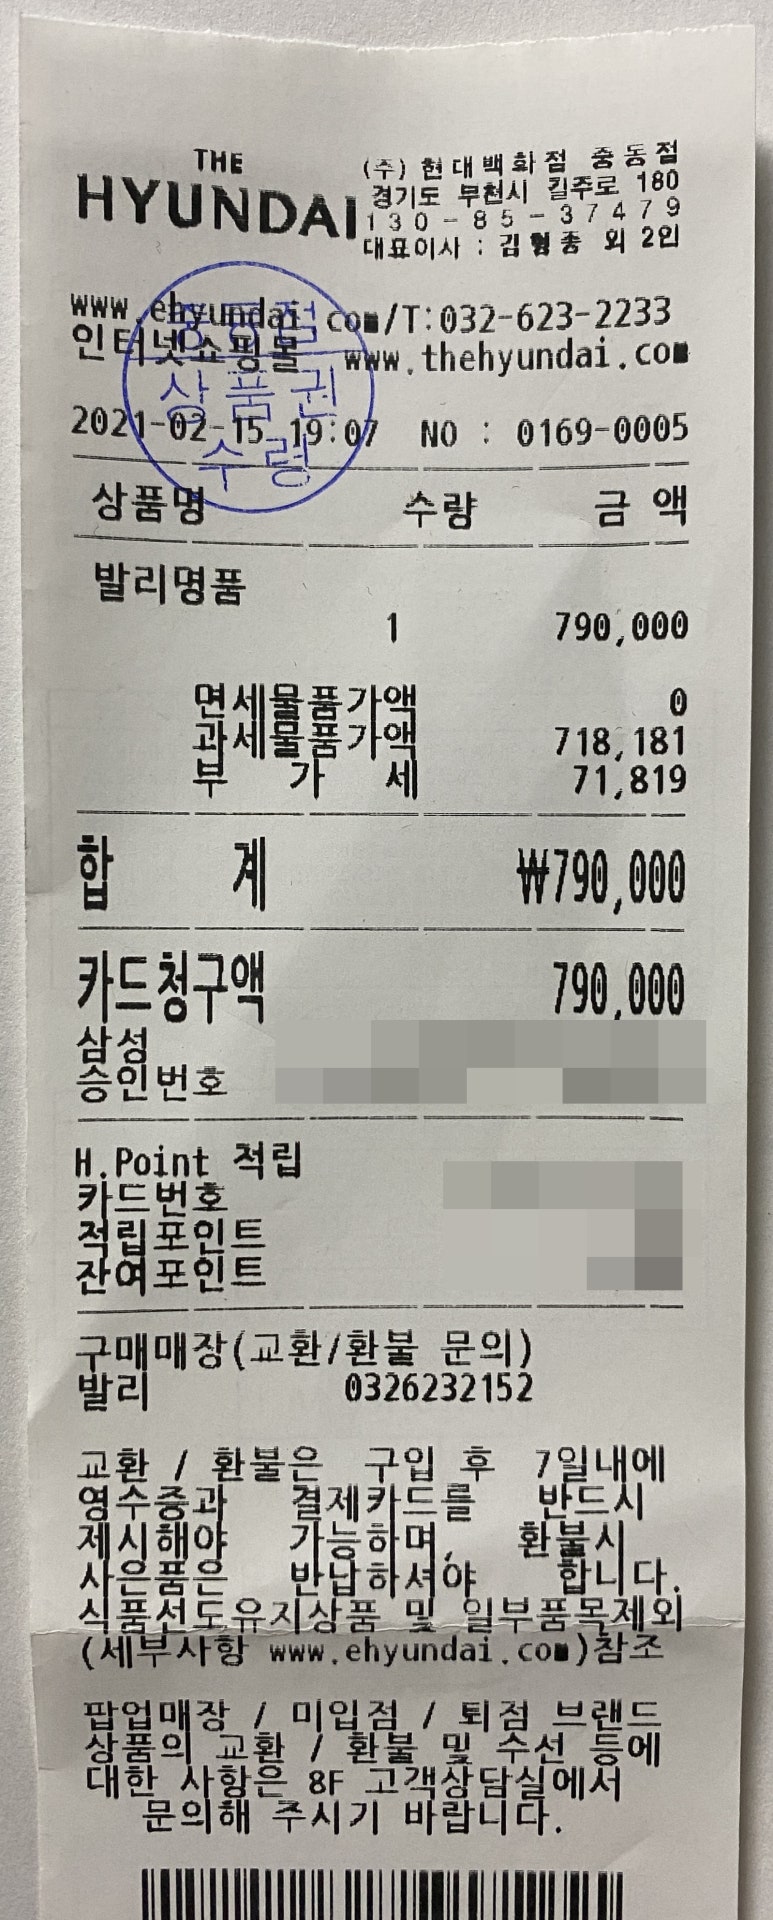 THE
HYUNDAI
(주) 현대백화점 중동점
경기도 부천시 길주로 180
130-85-37479
대표이사 : 김형종 외 2인
www.ehyundai.com/T:032-623-2233
인터넷쇼핑몰 www.thehyundai.com
중동점
상품권
수령
2021-02-15 19:07 NO : 0169-0005
상품명 수량 금 액
발리명품
1 790,000
면세물품가액 0
과세물품가액 718,181
부 가 세 71,819
합 계 ₩790,000
카드청구액 790,000
삼성
승인번호
H.Point 적립
카드번호
적립포인트
잔여포인트
구매매장(교환/환불 문의)
발리 0326232152
교환 / 환불은 구입 후 7일내에
영수증과 결제카드를 반드시
제시해야 가능하며, 환불시
사은품은 반납하셔야 합니다.
식품선도유지상품 및 일부품목제외
(세부사항 www.ehyundai.com)참조
팝업매장 / 미입점 / 퇴점 브랜드
상품의 교환 / 환불 및 수선 등에
대한 사항은 8F 고객상담실에서
문의해 주시기 바랍니다.